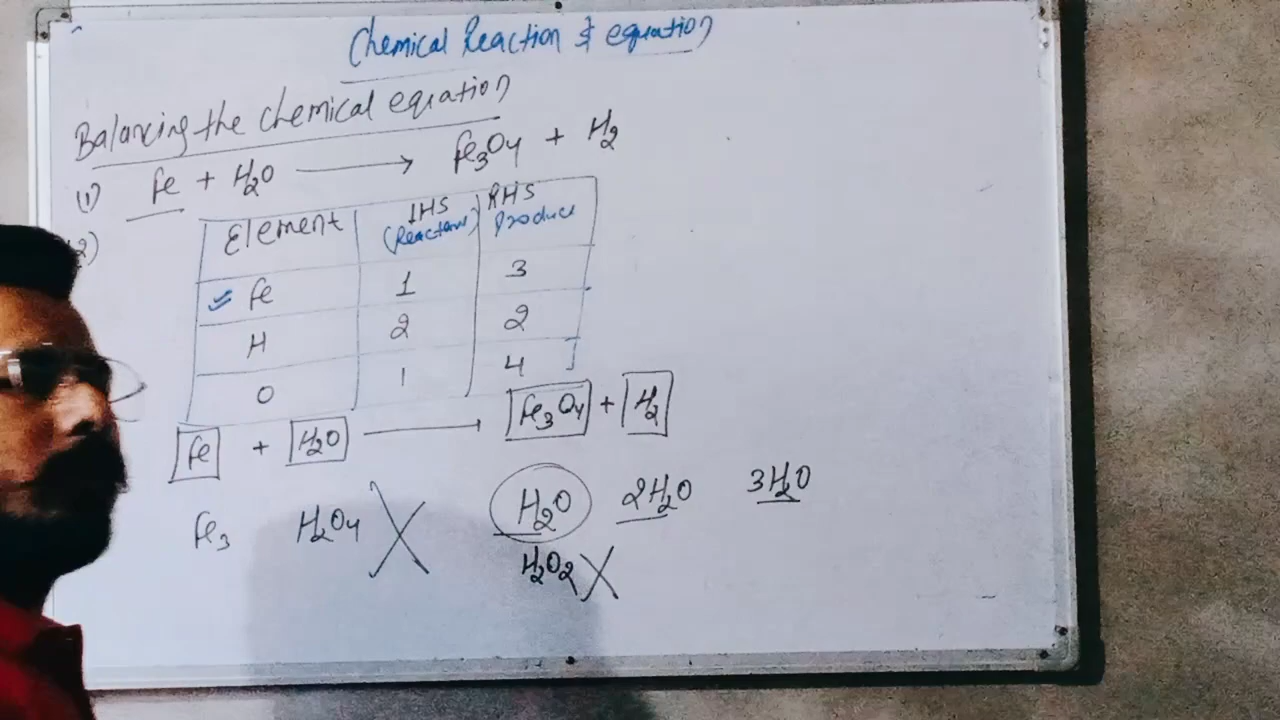 Chemical Reaction & equation
Balancing the chemical equation
(1) Fe + H₂O ⟶ Fe₃O₄ + H₂
2)
Element LHS (Reactant) RHS Product
Fe 1 3
H 2 2
O 1 4
Fe + H₂O ⟶ Fe₃O₄ + H₂
Fe₃ H₂O₄ X H₂O 2H₂O 3H₂O
H₂O₂ X